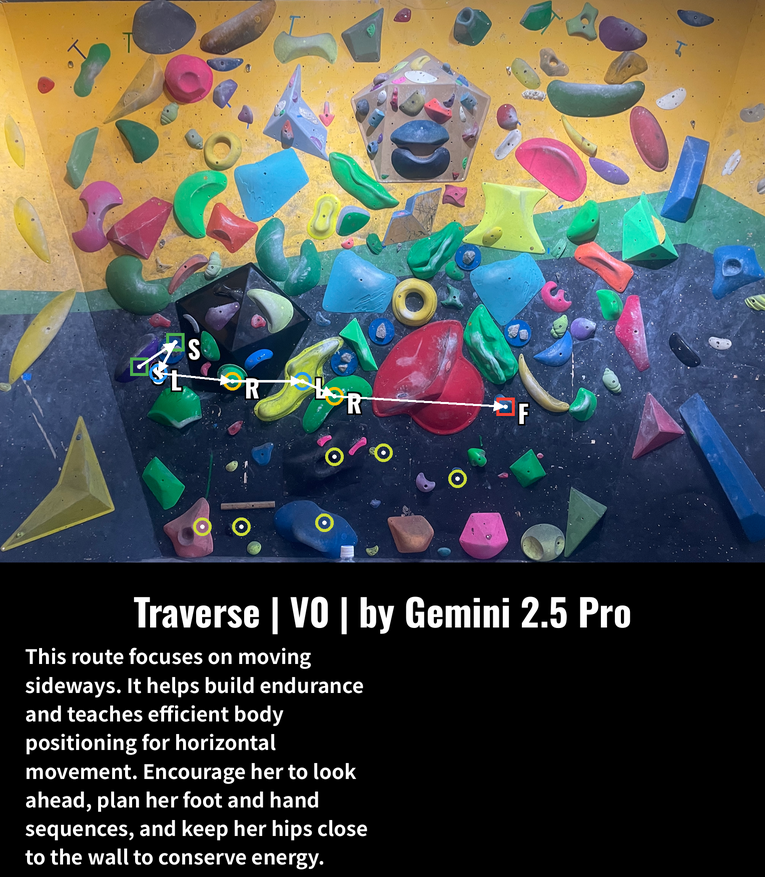 S
L
R
L
R
F
Traverse | V0 | by Gemini 2.5 Pro
This route focuses on moving
sideways. It helps build endurance
and teaches efficient body
positioning for horizontal
movement. Encourage her to look
ahead, plan her foot and hand
sequences, and keep her hips close
to the wall to conserve energy.